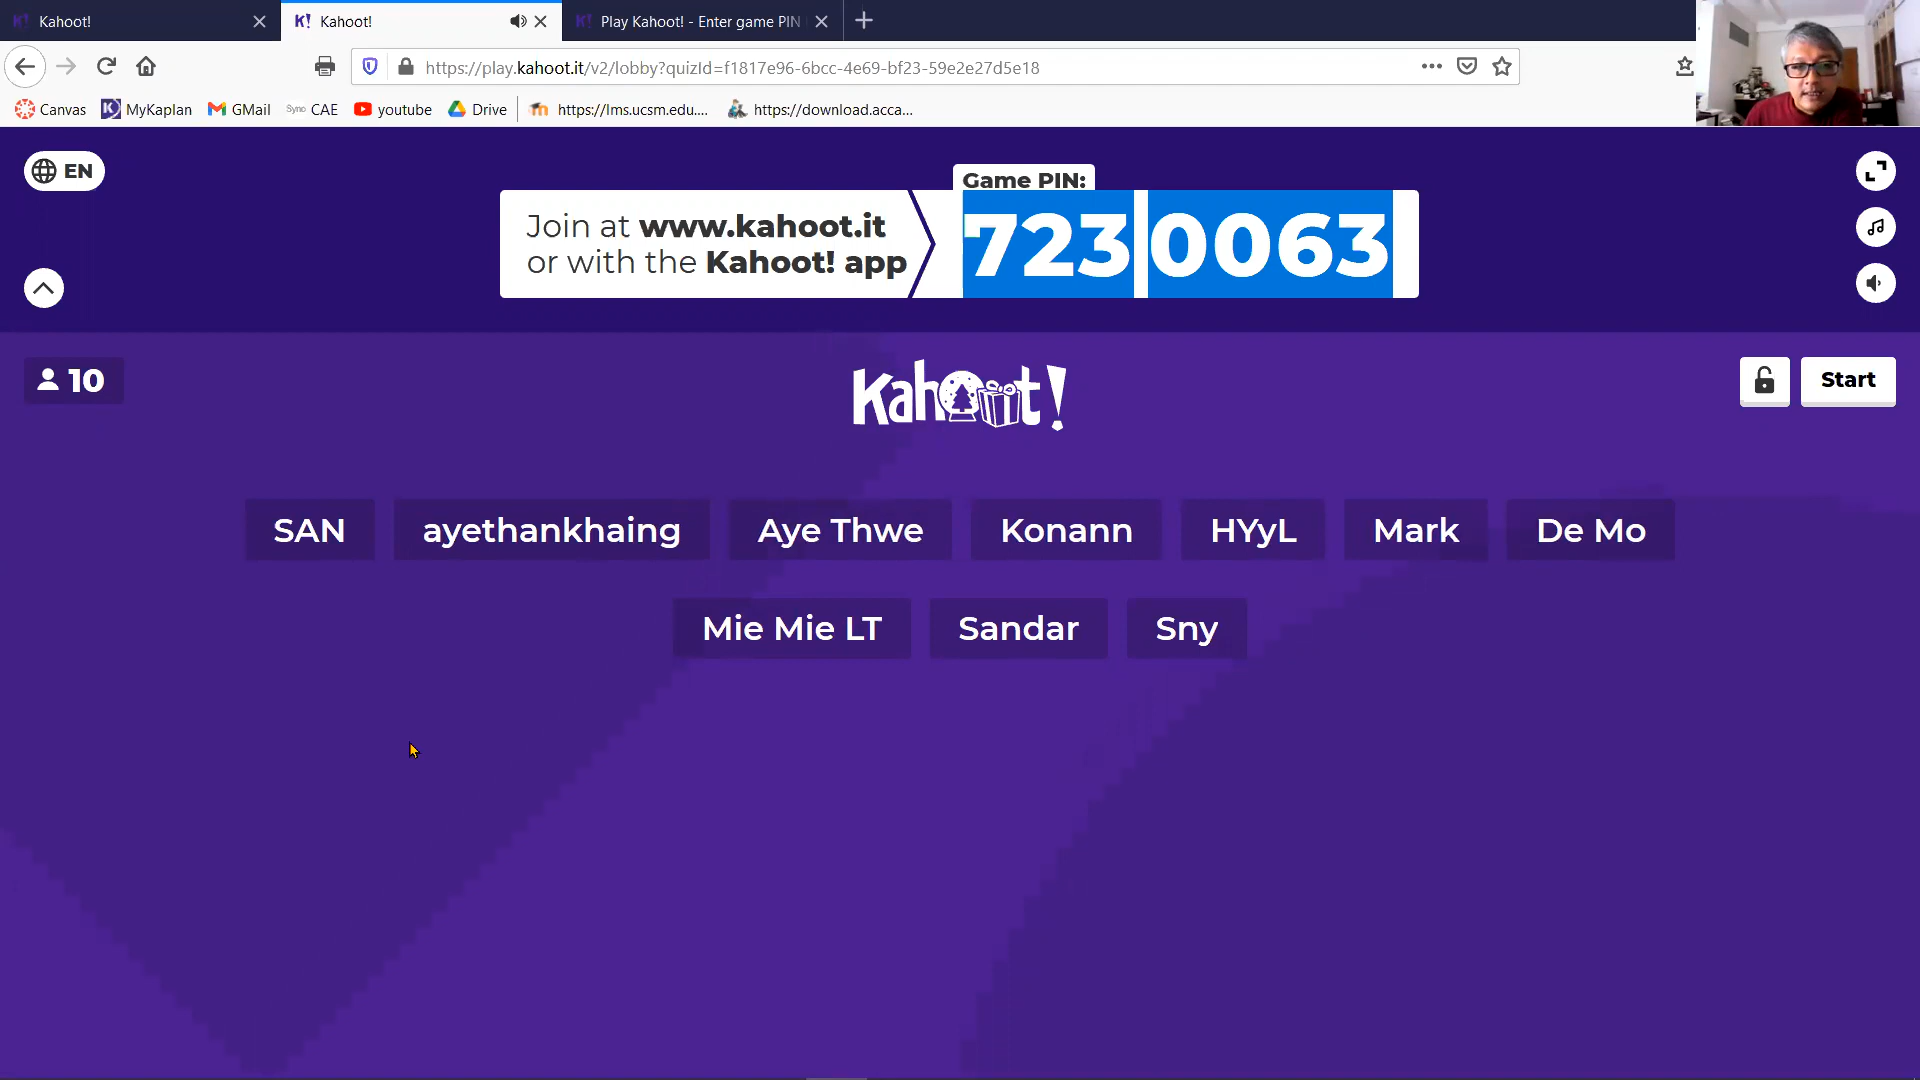 Kahoot!
Kahoot!
Play Kahoot! - Enter game PIN
https://play.kahoot.it/v2/lobby?quizId=f1817e96-6bcc-4e69-bf23-59e2e27d5e18
Canvas MyKaplan GMail Sync CAE youtube Drive https://lms.ucsm.edu.... https://download.acca...
EN
Game PIN:
Join at www.kahoot.it
or with the Kahoot! app
723 0063
10
Kahoot!
Start
SAN ayethankhaing Aye Thwe Konann HYyL Mark De Mo
Mie Mie LT Sandar Sny